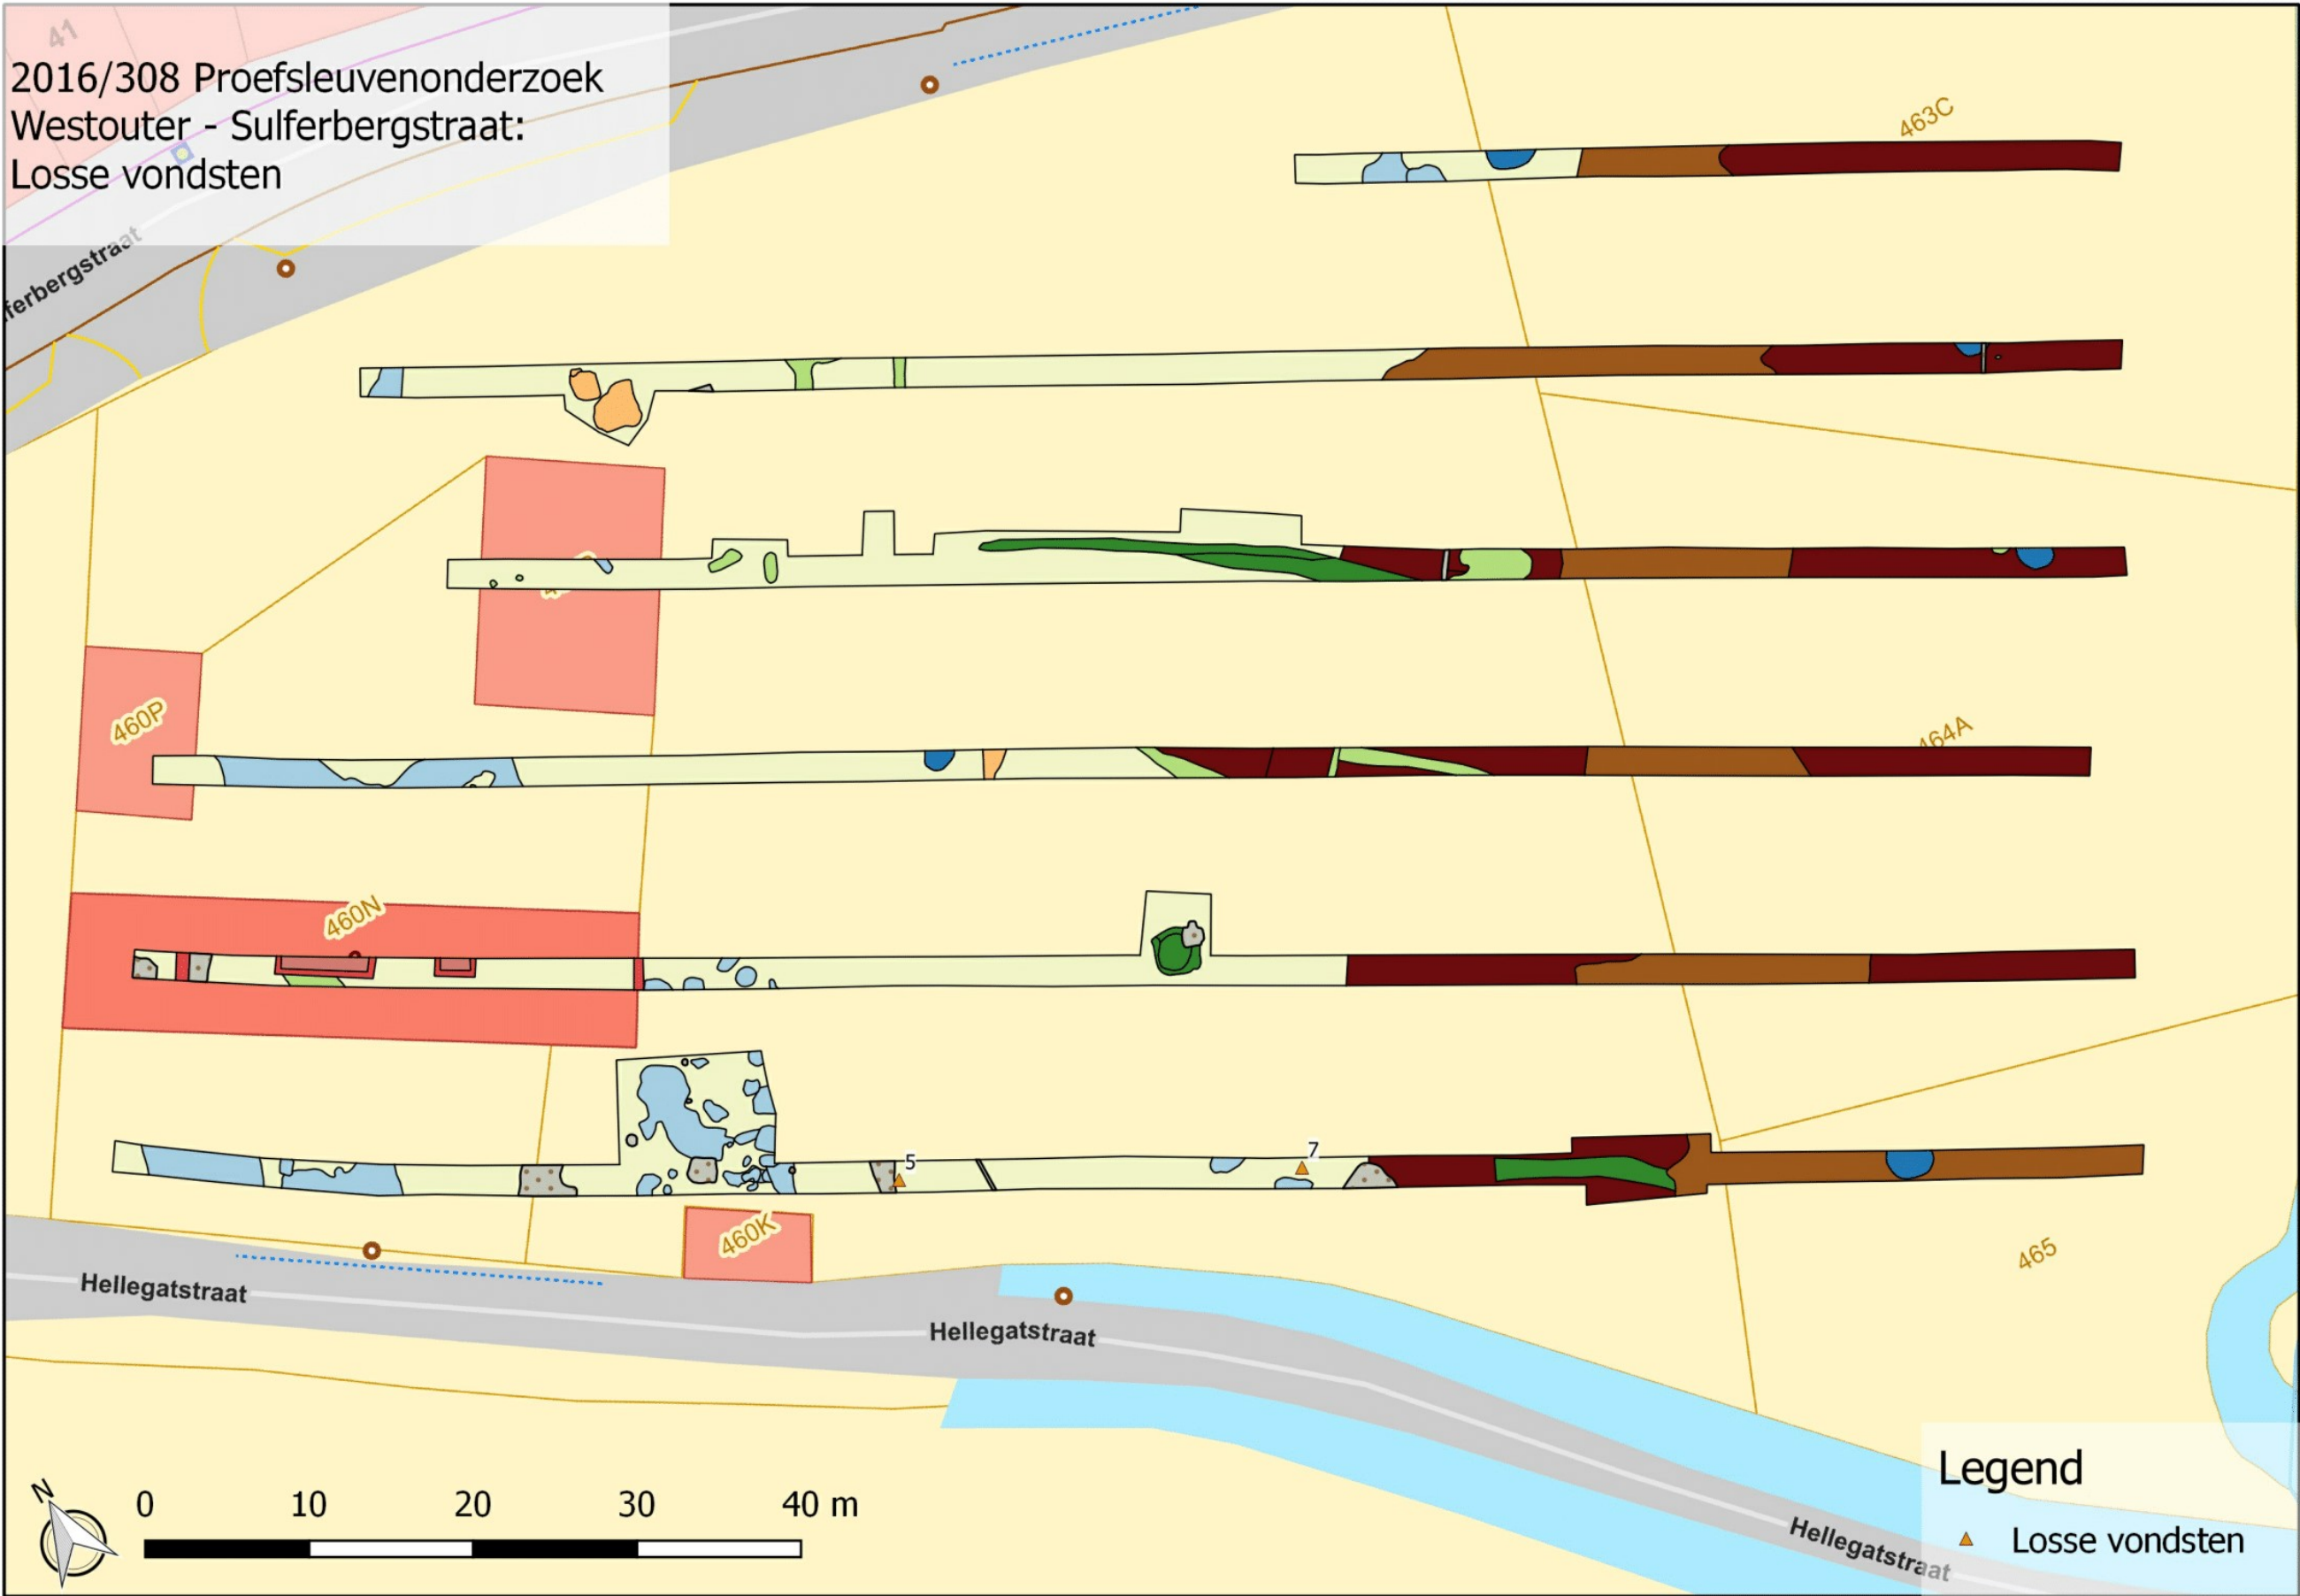 41
2016/308 Proefsleuvenonderzoek
Westouter - Sulferbergstraat:
Losse vondsten
ferbergstraat
463C
460P
464A
460N
5
7
460K
465
Hellegatstraat
Hellegatstraat
Hellegatstraat
N
0 10 20 30 40 m
Legend
Losse vondsten